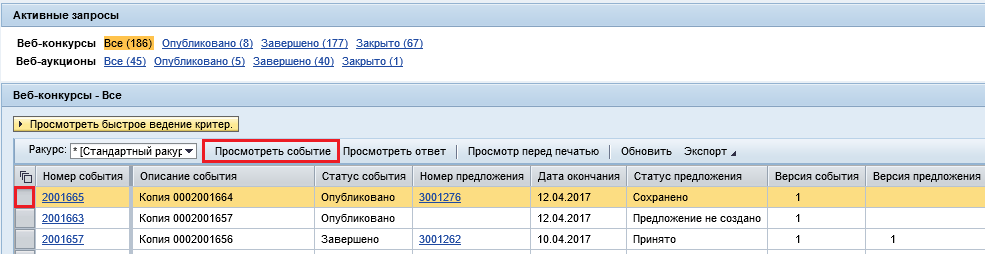 Активные запросы
Веб-конкурсы Все (186) Опубликовано (8) Завершено (177) Закрыто (67)
Веб-аукционы Все (45) Опубликовано (5) Завершено (40) Закрыто (1)
Веб-конкурсы - Все
Просмотреть быстрое ведение критер.
Ракурс: * [Стандартный ракур Просмотреть событие Просмотреть ответ Просмотр перед печатью Обновить Экспорт
Номер события Описание события Статус события Номер предложения Дата окончания Статус предложения Версия события Версия предложения
2001665 Копия 0002001664 Опубликовано 3001276 12.04.2017 Сохранено 1
2001663 Копия 0002001657 Опубликовано 12.04.2017 Предложение не создано 1
2001657 Копия 0002001656 Завершено 3001262 10.04.2017 Принято 1 1